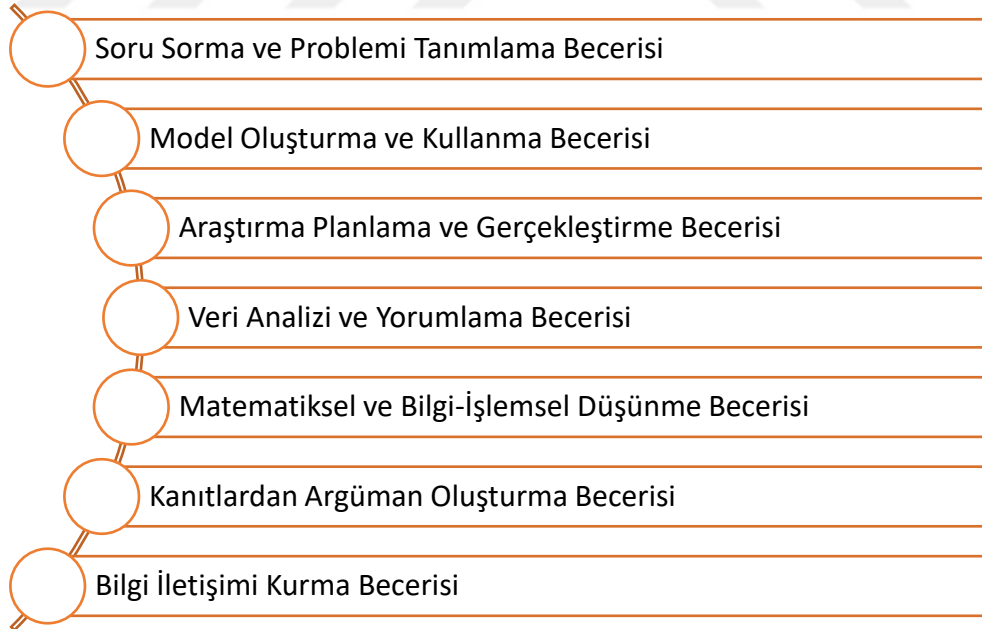 Soru Sorma ve Problemi Tanımlama Becerisi
Model Oluşturma ve Kullanma Becerisi
Araştırma Planlama ve Gerçekleştirme Becerisi
Veri Analizi ve Yorumlama Becerisi
Matematiksel ve Bilgi-İşlemsel Düşünme Becerisi
Kanıtlardan Argüman Oluşturma Becerisi
Bilgi İletişimi Kurma Becerisi